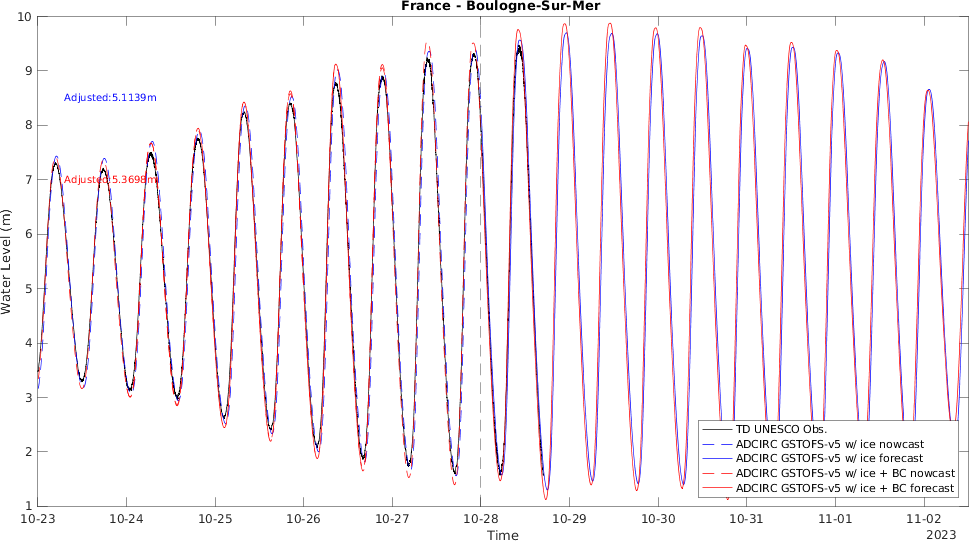 France - Boulogne-Sur-Mer
10
9
8
7
6
5
4
3
2
1
Water Level (m)
Adjusted:5.1139m
Adjusted:5.3698m
TD UNESCO Obs.
ADCIRC GSTOFS-v5 w/ ice nowcast
ADCIRC GSTOFS-v5 w/ ice forecast
ADCIRC GSTOFS-v5 w/ ice + BC nowcast
ADCIRC GSTOFS-v5 w/ ice + BC forecast
10-23 10-24 10-25 10-26 10-27 10-28 10-29 10-30 10-31 11-01 11-02
Time
2023